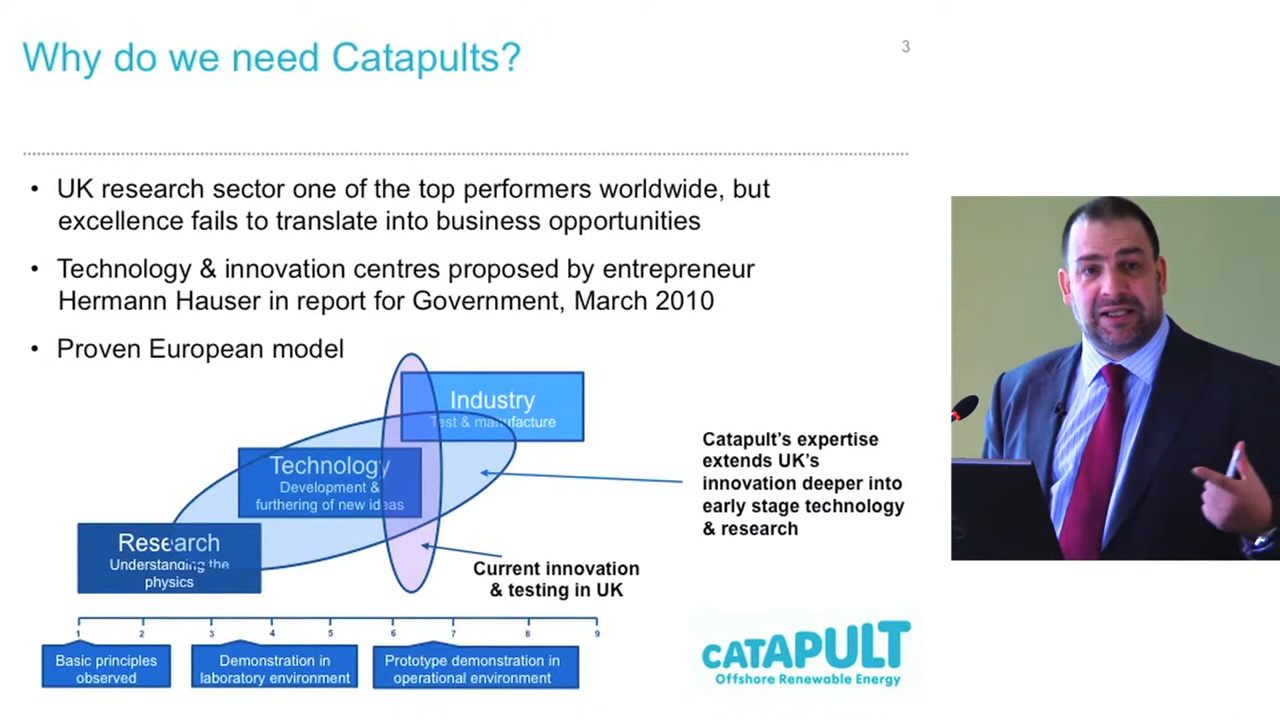 Why do we need Catapults?
3
• UK research sector one of the top performers worldwide, but
excellence fails to translate into business opportunities
• Technology & innovation centres proposed by entrepreneur
Hermann Hauser in report for Government, March 2010
• Proven European model
Industry
Test & manufacture
Technology
Development &
furthering of new ideas
Research
Understanding the
physics
Catapult's expertise
extends UK's
innovation deeper into
early stage technology
& research
Current innovation
& testing in UK
1 2 3 4 5 6 7 8 9
Basic principles
observed
Demonstration in
laboratory environment
Prototype demonstration in
operational environment
CATAPULT
Offshore Renewable Energy